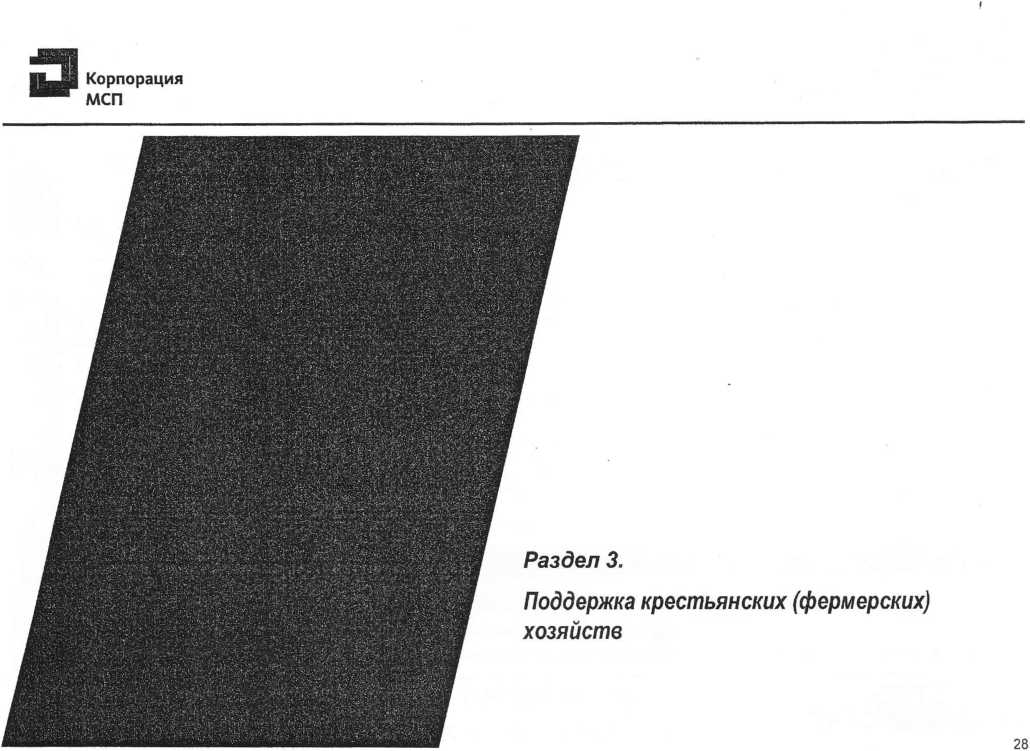 Корпорация
МСП
Раздел 3.
Поддержка крестьянских (фермерских)
хозяйств
28